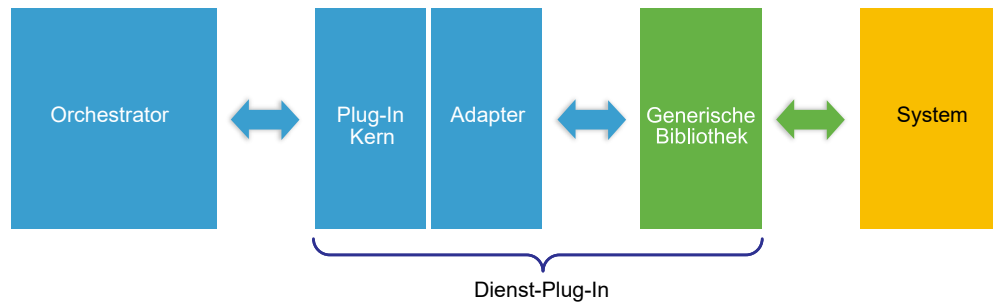 Orchestrator
Plug-In
Kern
Adapter
Generische
Bibliothek
System
Dienst-Plug-In